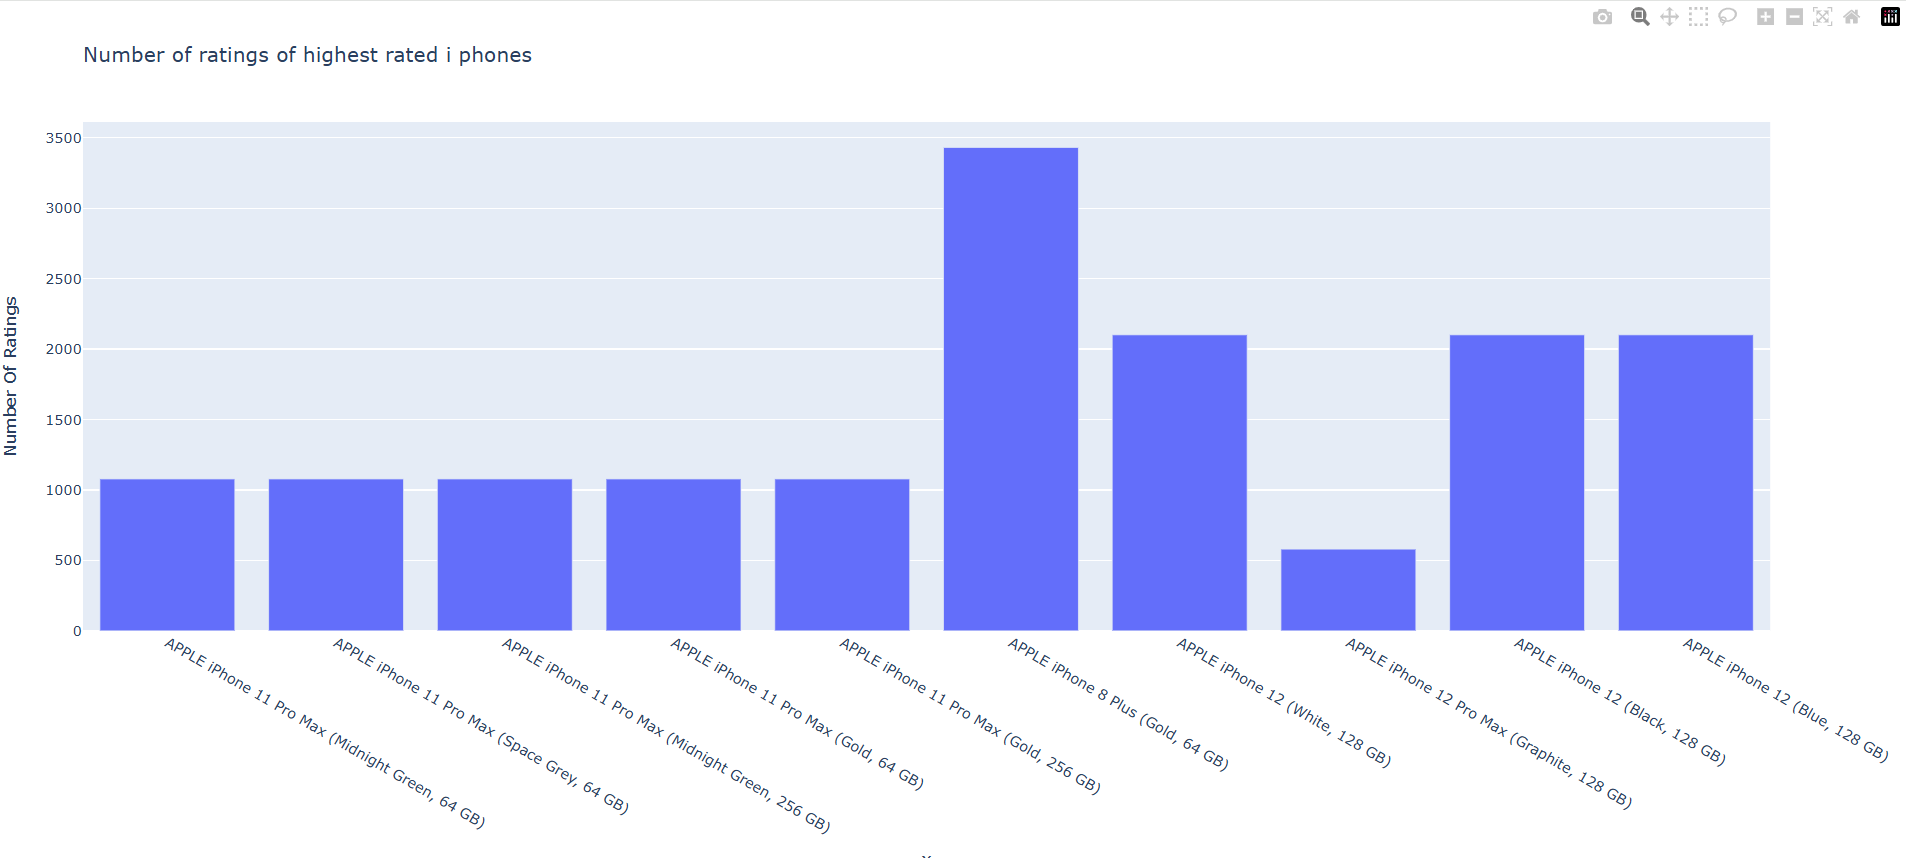 Number of ratings of highest rated i phones
Number Of Ratings
3500
3000
2500
2000
1500
1000
500
0
APPLE iPhone 11 Pro Max (Midnight Green, 64 GB)
APPLE iPhone 11 Pro Max (Space Grey, 64 GB)
APPLE iPhone 11 Pro Max (Midnight Green, 256 GB)
APPLE iPhone 11 Pro Max (Gold, 64 GB)
APPLE iPhone 11 Pro Max (Gold, 256 GB)
APPLE iPhone 8 Plus (Gold, 64 GB)
APPLE iPhone 12 (White, 128 GB)
APPLE iPhone 12 Pro Max (Graphite, 128 GB)
APPLE iPhone 12 (Black, 128 GB)
APPLE iPhone 12 (Blue, 128 GB)